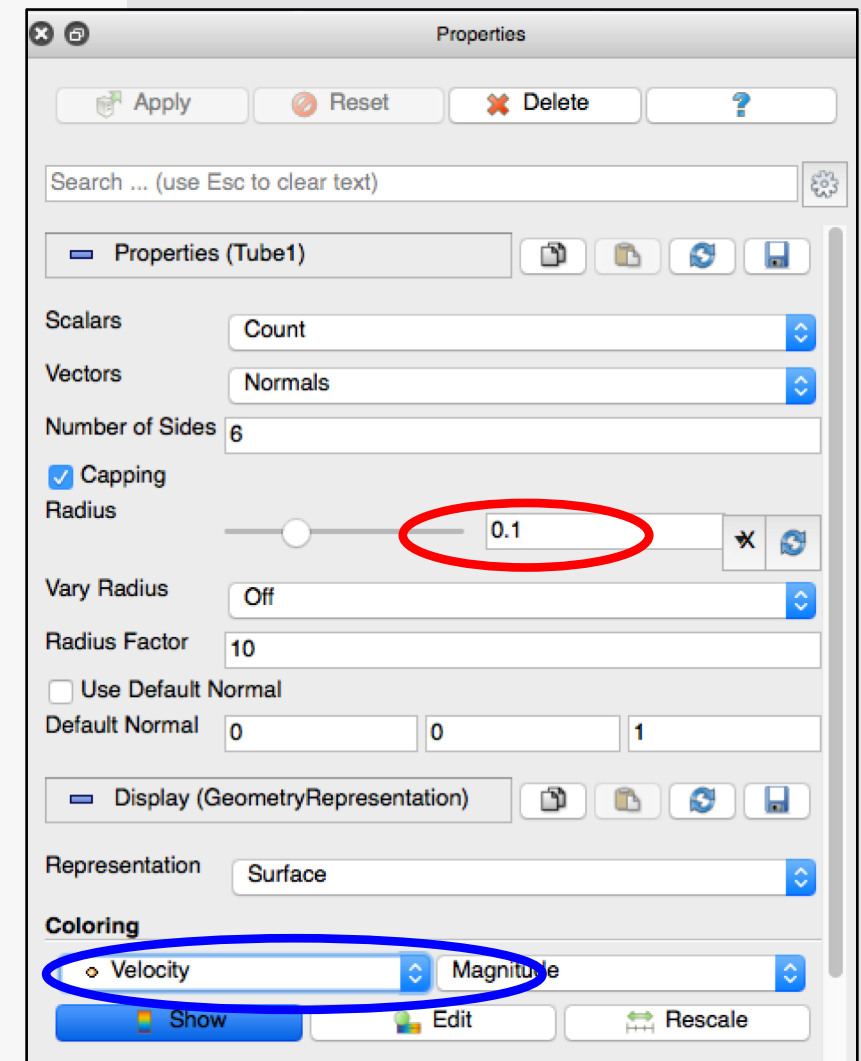 Properties
Apply Reset Delete ?
Search ... (use Esc to clear text)
Properties (Tube1)
Scalars Count
Vectors Normals
Number of Sides 6
Capping
Radius 0.1 X
Vary Radius Off
Radius Factor 10
Use Default Normal
Default Normal 0 0 1
Display (GeometryRepresentation)
Representation Surface
Coloring
Velocity Magnitude
Show Edit Rescale